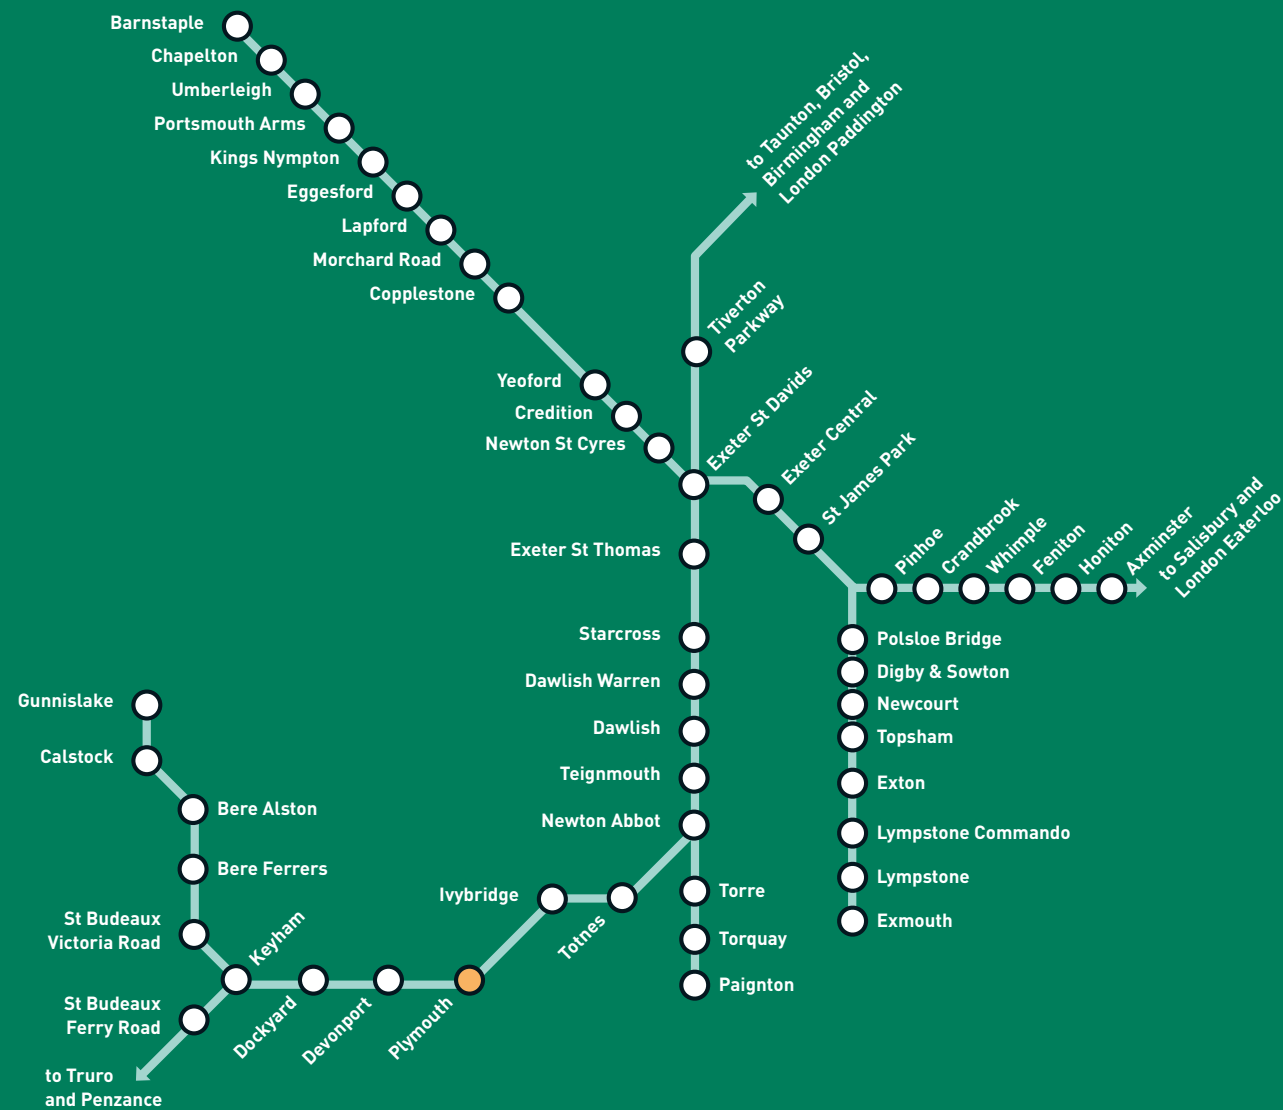 Barnstaple
Chapelton
Umberleigh
Portsmouth Arms
Kings Nympton
Eggesford
Lapford
Morchard Road
Copplestone
Yeoford
Credition
Newton St Cyres
to Taunton, Bristol,
Birmingham and
London Paddington
Tiverton
Parkway
Exeter St Davids
Exeter Central
St James Park
Pinhoe
Crandbrook
Whimple
Feniton
Honiton
Axminster
to Salisbury and
London Eaterloo
Exeter St Thomas
Starcross
Dawlish Warren
Dawlish
Teignmouth
Newton Abbot
Polsloe Bridge
Digby & Sowton
Newcourt
Topsham
Exton
Lympstone Commando
Lympstone
Exmouth
Torre
Torquay
Paignton
Totnes
Ivybridge
Plymouth
Devonport
Dockyard
Keyham
Gunnislake
Calstock
Bere Alston
Bere Ferrers
St Budeaux
Victoria Road
St Budeaux
Ferry Road
to Truro
and Penzance